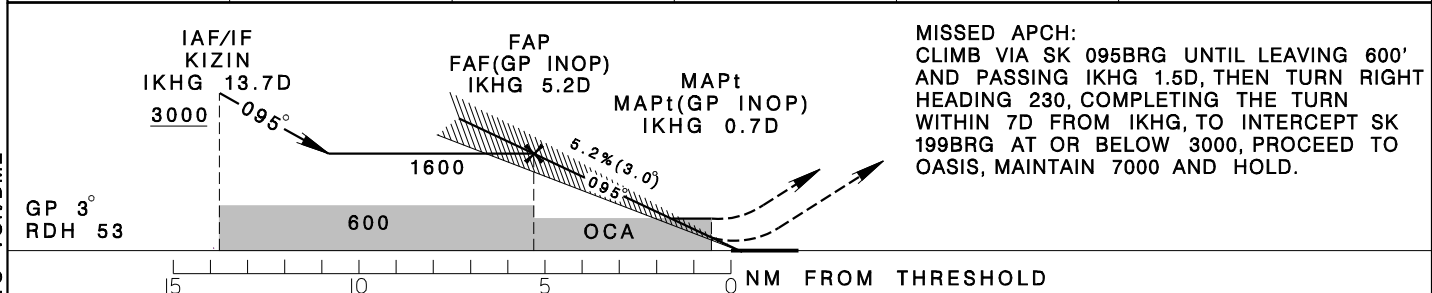 IAF/IF
KIZIN
IKHG 13.7D
3000
095°
FAP
FAF(GP INOP)
IKHG 5.2D
MAPt
MAPt(GP INOP)
IKHG 0.7D
1600
5.2%(3.0°)
095°
GP 3°
RDH 53
600
OCA
15 10 5 0 NM FROM THRESHOLD
MISSED APCH:
CLIMB VIA SK 095BRG UNTIL LEAVING 600'
AND PASSING IKHG 1.5D, THEN TURN RIGHT
HEADING 230, COMPLETING THE TURN
WITHIN 7D FROM IKHG, TO INTERCEPT SK
199BRG AT OR BELOW 3000, PROCEED TO
OASIS, MAINTAIN 7000 AND HOLD.